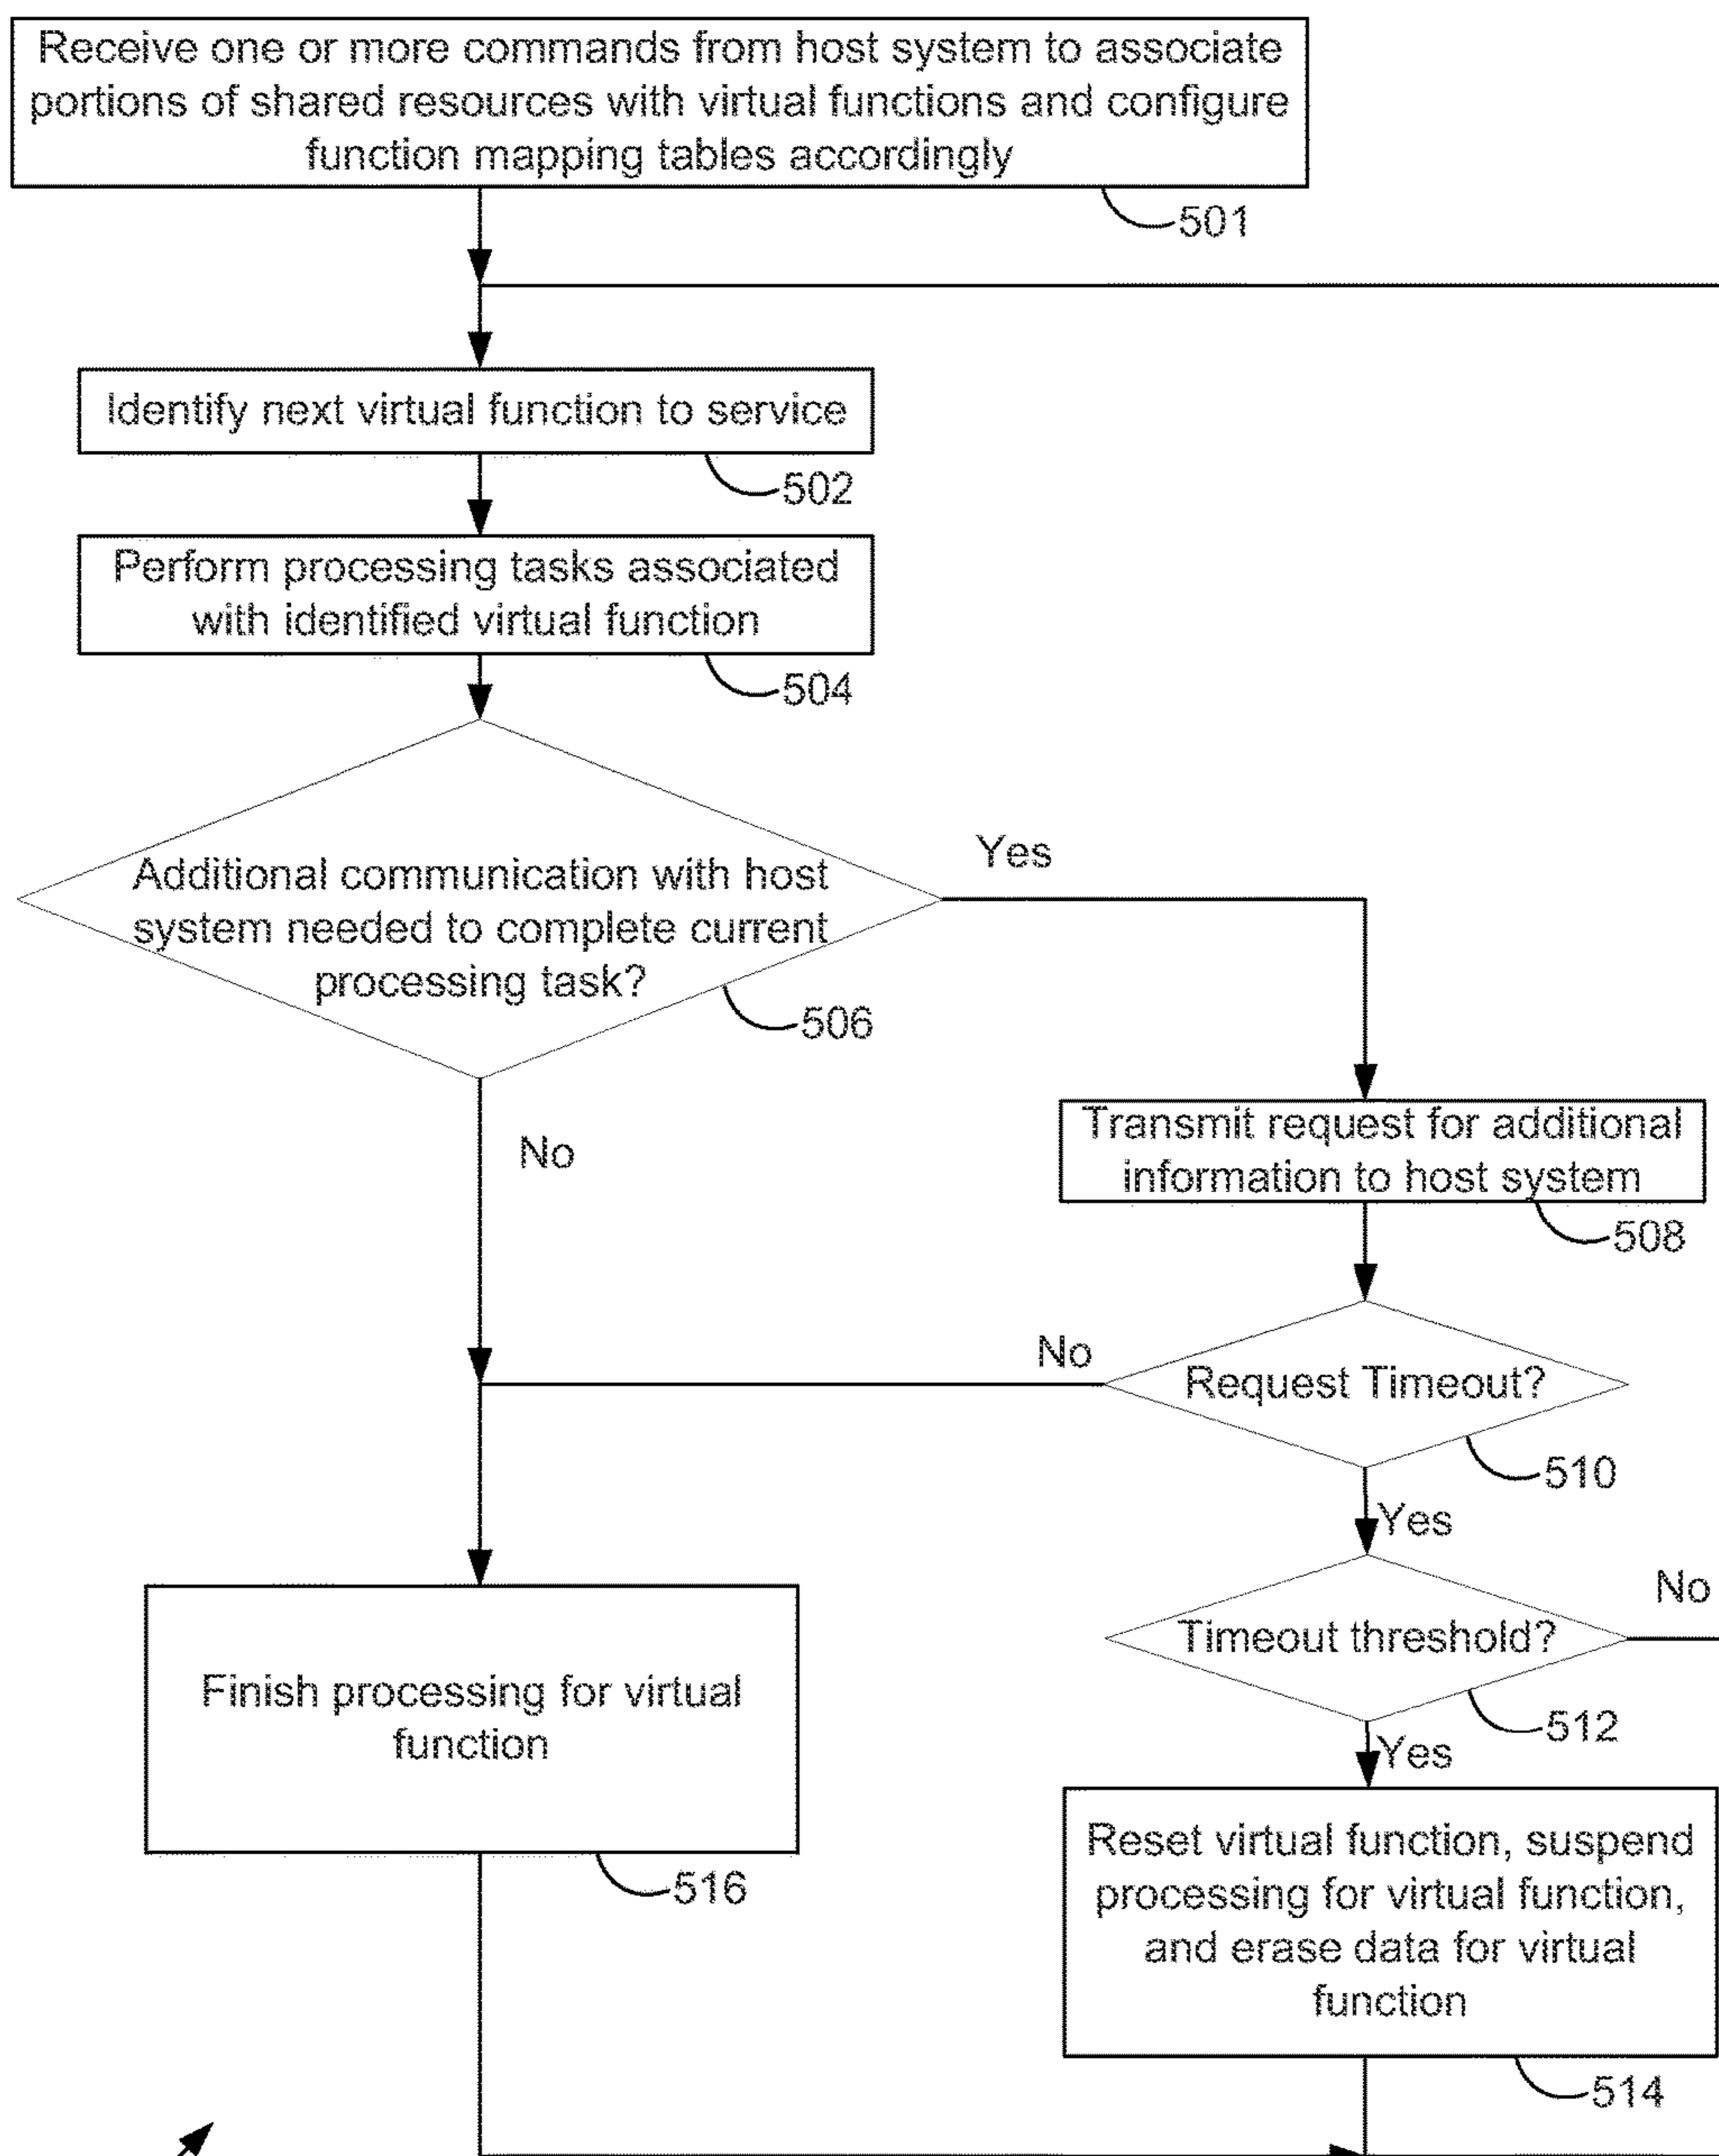 Receive one or more commands from host system to associate
portions of shared resources with virtual functions and configure
function mapping tables accordingly
501
Identify next virtual function to service
502
Perform processing tasks associated
with identified virtual function
504
Additional communication with host
system needed to complete current
processing task?
506
Yes
No
Transmit request for additional
information to host system
508
Request Timeout?
No
510
Yes
Timeout threshold?
No
512
Yes
Finish processing for virtual
function
516
Reset virtual function, suspend
processing for virtual function,
and erase data for virtual
function
514